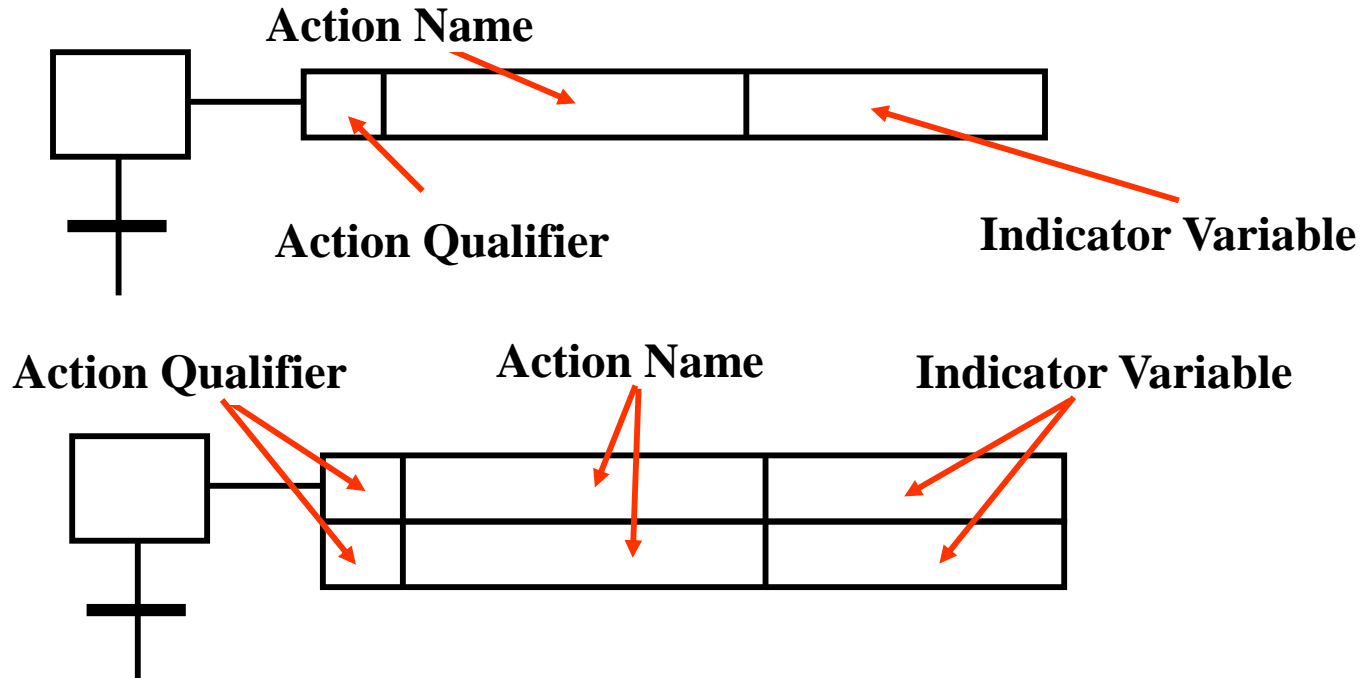 Action Name
Action Qualifier
Indicator Variable
Action Qualifier
Action Name
Indicator Variable